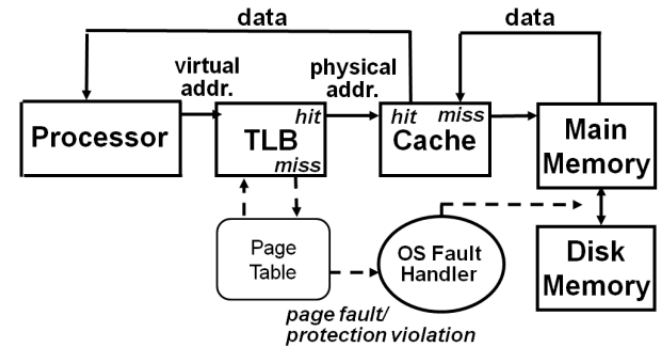 data
data
virtual
addr.
physical
addr.
Processor
hit
TLB
miss
hit miss
Cache
Main
Memory
Page
Table
OS Fault
Handler
Disk
Memory
page fault/
protection violation